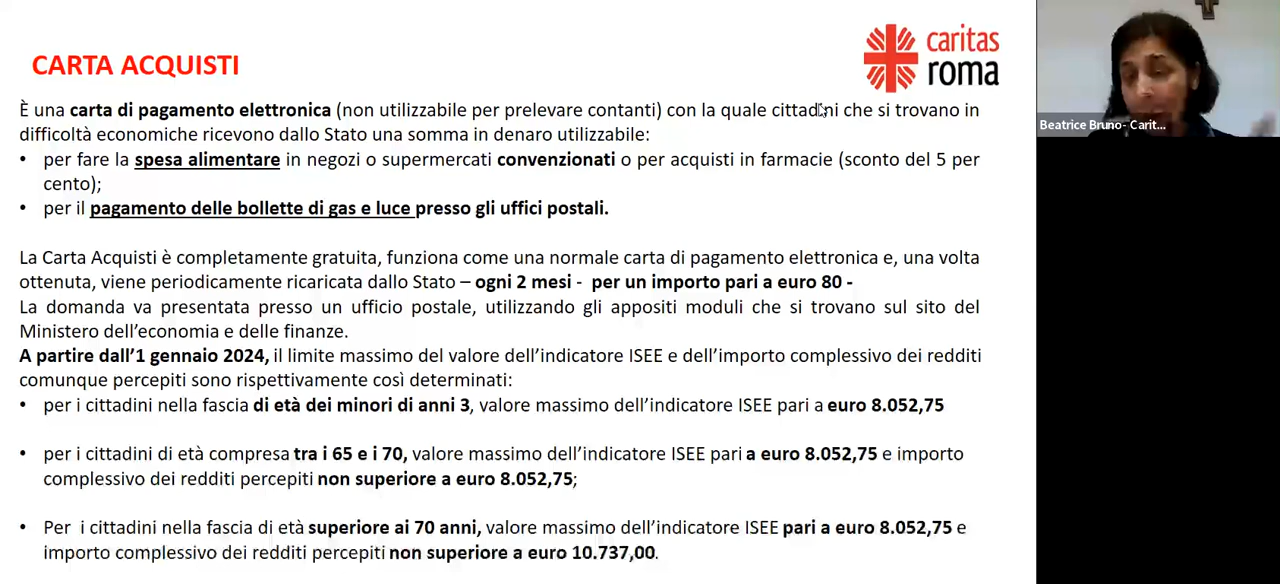 CARTA ACQUISTI
caritas
roma
È una carta di pagamento elettronica (non utilizzabile per prelevare contanti) con la quale cittadini che si trovano in
difficoltà economiche ricevono dallo Stato una somma in denaro utilizzabile:
• per fare la spesa alimentare in negozi o supermercati convenzionati o per acquisti in farmacie (sconto del 5 per
cento);
• per il pagamento delle bollette di gas e luce presso gli uffici postali.
La Carta Acquisti è completamente gratuita, funziona come una normale carta di pagamento elettronica e, una volta
ottenuta, viene periodicamente ricaricata dallo Stato – ogni 2 mesi - per un importo pari a euro 80 -
La domanda va presentata presso un ufficio postale, utilizzando gli appositi moduli che si trovano sul sito del
Ministero dell'economia e delle finanze.
A partire dall'1 gennaio 2024, il limite massimo del valore dell'indicatore ISEE e dell'importo complessivo dei redditi
comunque percepiti sono rispettivamente così determinati:
• per i cittadini nella fascia di età dei minori di anni 3, valore massimo dell'indicatore ISEE pari a euro 8.052,75
• per i cittadini di età compresa tra i 65 e i 70, valore massimo dell'indicatore ISEE pari a euro 8.052,75 e importo
complessivo dei redditi percepiti non superiore a euro 8.052,75;
• Per i cittadini nella fascia di età superiore ai 70 anni, valore massimo dell'indicatore ISEE pari a euro 8.052,75 e
importo complessivo dei redditi percepiti non superiore a euro 10.737,00.
Beatrice Bruno- Carit...